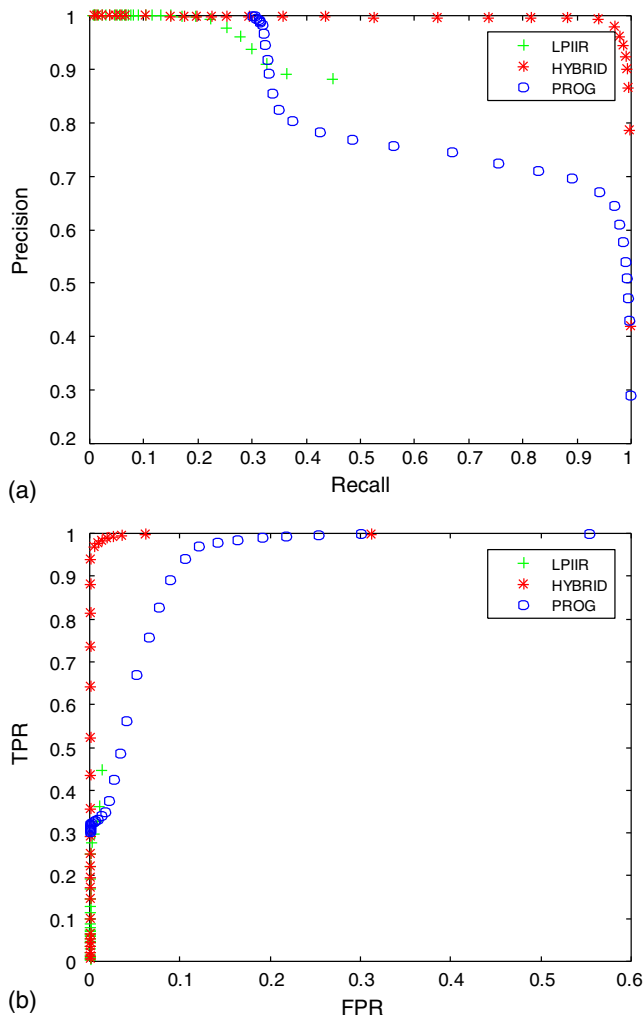 1
0.9
0.8
0.7
0.6
0.5
0.4
0.3
0.2
Precision
LPIIR
HYBRID
PROG
0 0.1 0.2 0.3 0.4 0.5 0.6 0.7 0.8 0.9 1
Recall
(a)
1
0.9
0.8
0.7
0.6
0.5
0.4
0.3
0.2
0.1
0
TPR
LPIIR
HYBRID
PROG
0 0.1 0.2 0.3 0.4 0.5 0.6
FPR
(b)